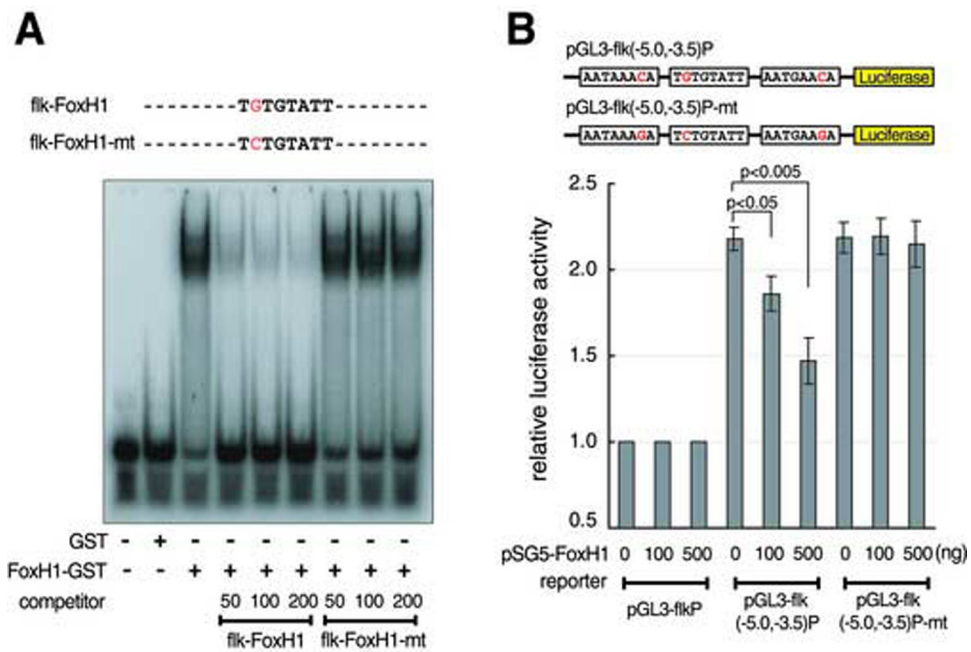 A
flk-FoxH1 --------TGTGTATT--------
flk-FoxH1-mt --------TCTGTATT--------
GST - + - - - - - - -
FoxH1-GST - - + + + + + + +
competitor 50 100 200 50 100 200
flk-FoxH1 flk-FoxH1-mt
B
pGL3-flk(-5.0,-3.5)P
AATAAACA TGTGTATT AATGAACA Luciferase
pGL3-flk(-5.0,-3.5)P-mt
AATAAAGA TCTGTATT AATGAAGA Luciferase
relative luciferase activity
2.5
2.0
1.5
1.0
0.5
p<0.005
p<0.05
pSG5-FoxH1 0 100 500 0 100 500 0 100 500 (ng)
reporter
pGL3-flkP
pGL3-flk
(-5.0,-3.5)P
pGL3-flk
(-5.0,-3.5)P-mt